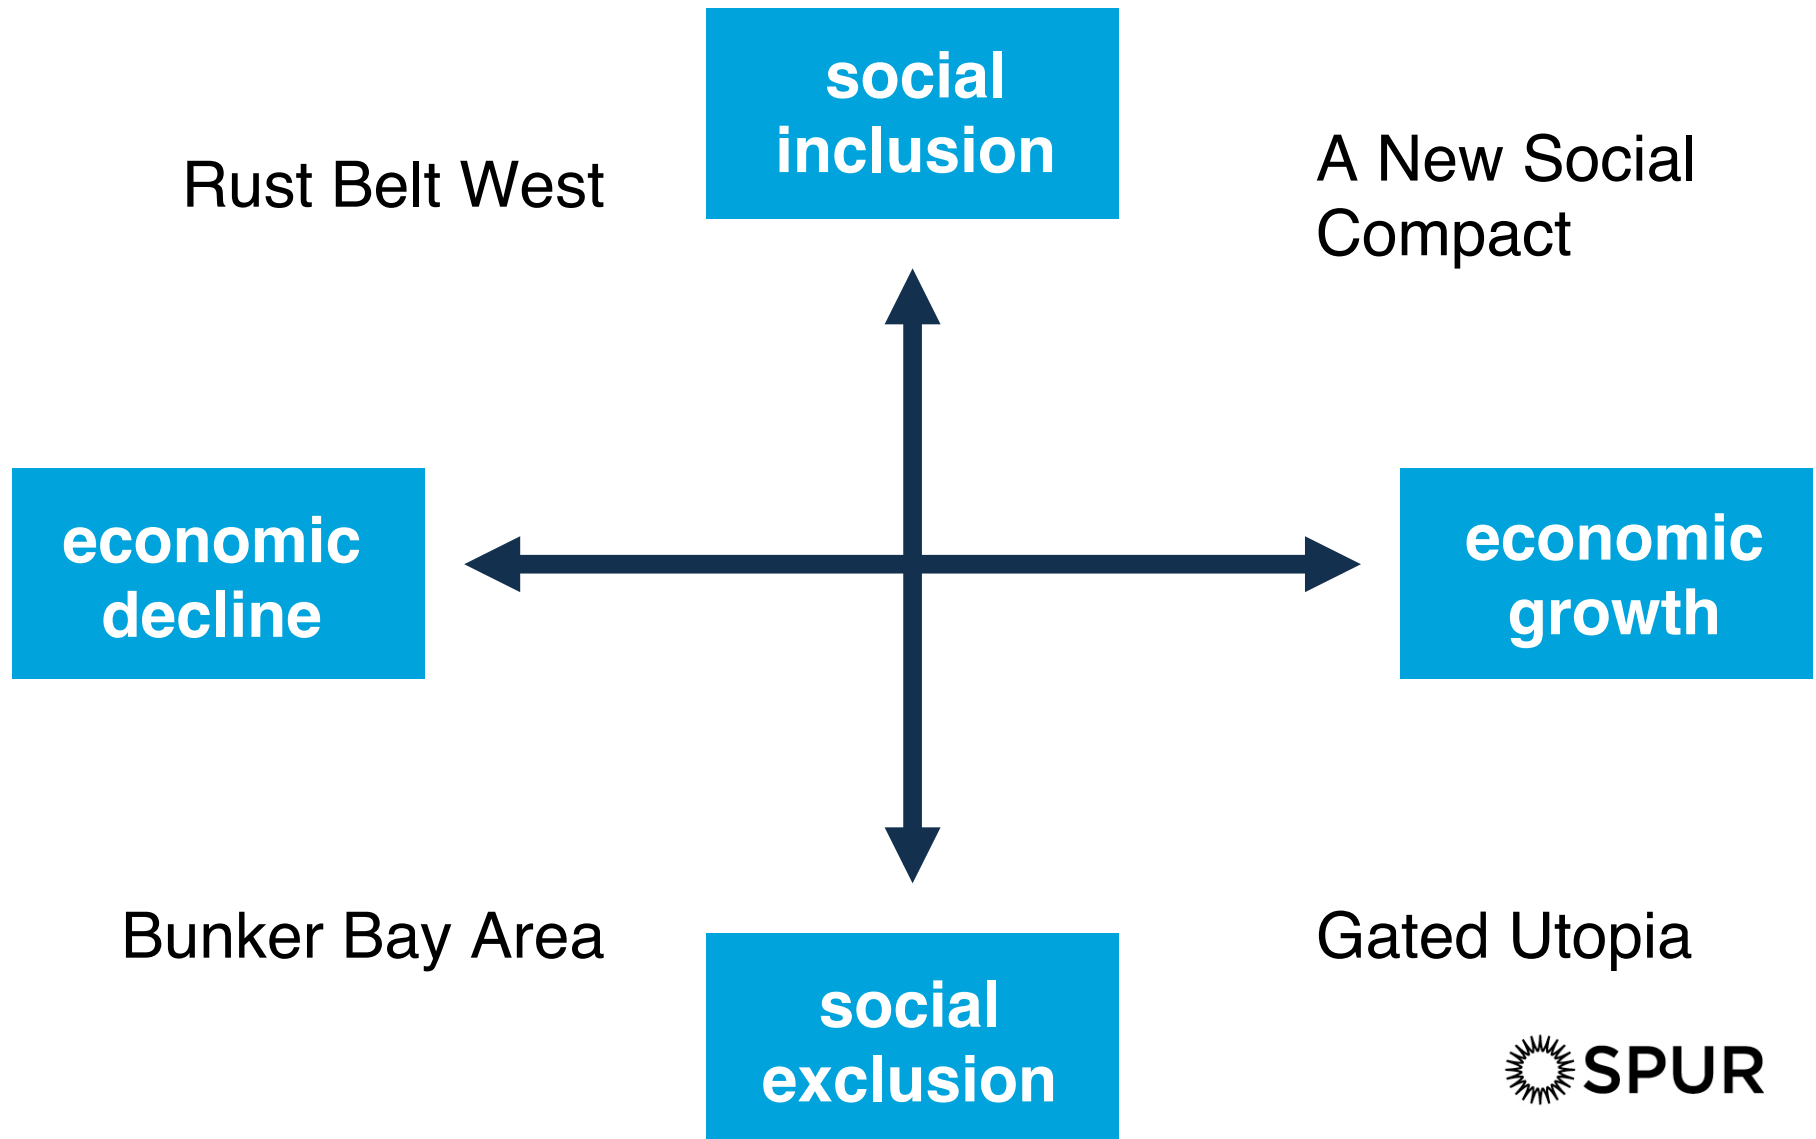 social
inclusion
Rust Belt West
A New Social
Compact
economic
decline
economic
growth
Bunker Bay Area
Gated Utopia
social
exclusion
SPUR